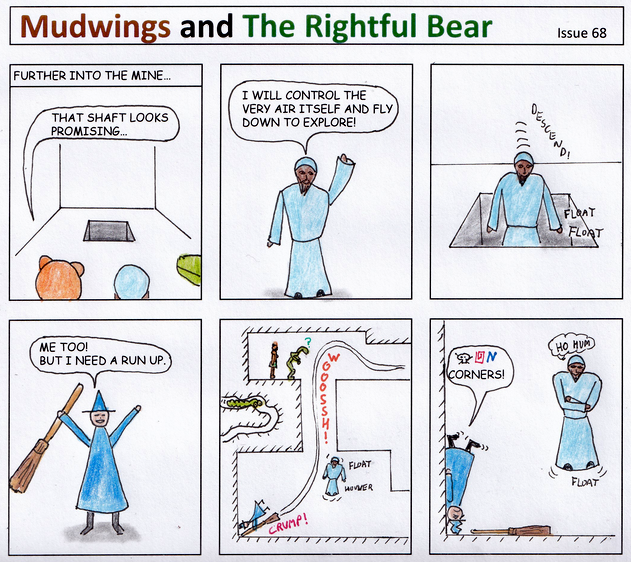 Mudwings and The Rightful Bear
Issue 68
FURTHER INTO THE MINE...
THAT SHAFT LOOKS
PROMISING...
I WILL CONTROL THE
VERY AIR ITSELF AND FLY
DOWN TO EXPLORE!
DESCEND!
FLOAT
FLOAT
ME TOO!
BUT I NEED A RUN UP.
?
WOOOSSH!
FLOAT
HOVVER
CRUMP!
CORNERS!
HO HUM
FLOAT